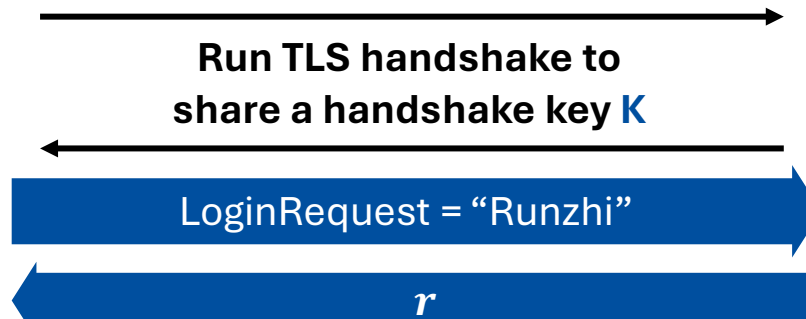 Run TLS handshake to
share a handshake key K
LoginRequest = “Runzhi”
r